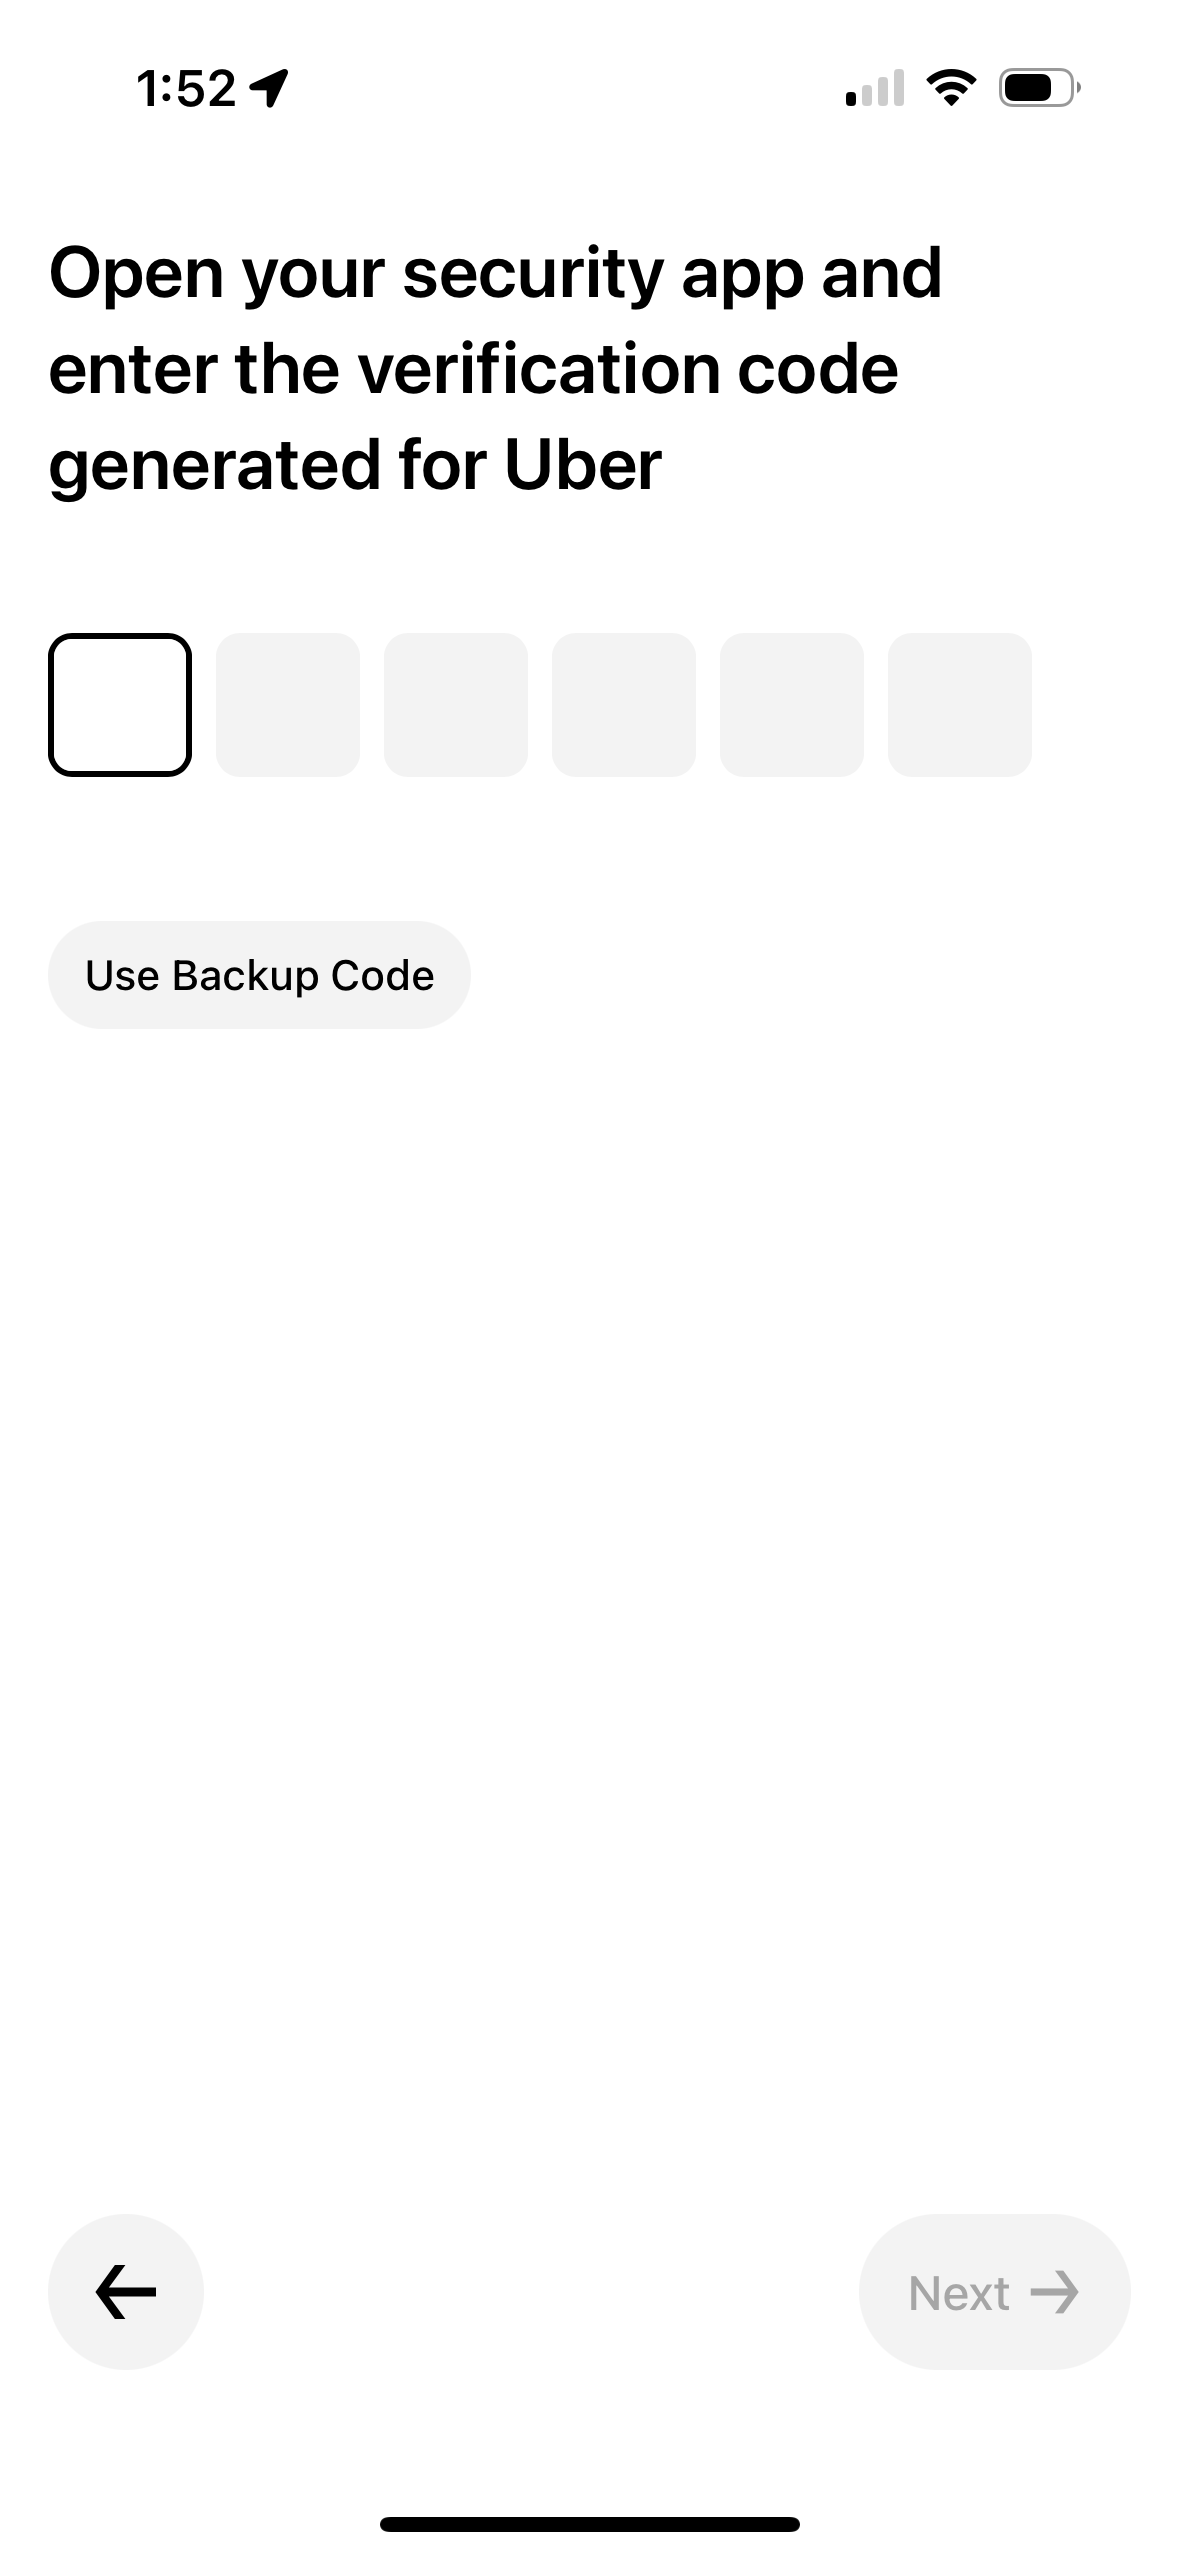 1:52
Open your security app and
enter the verification code
generated for Uber
Use Backup Code
Next